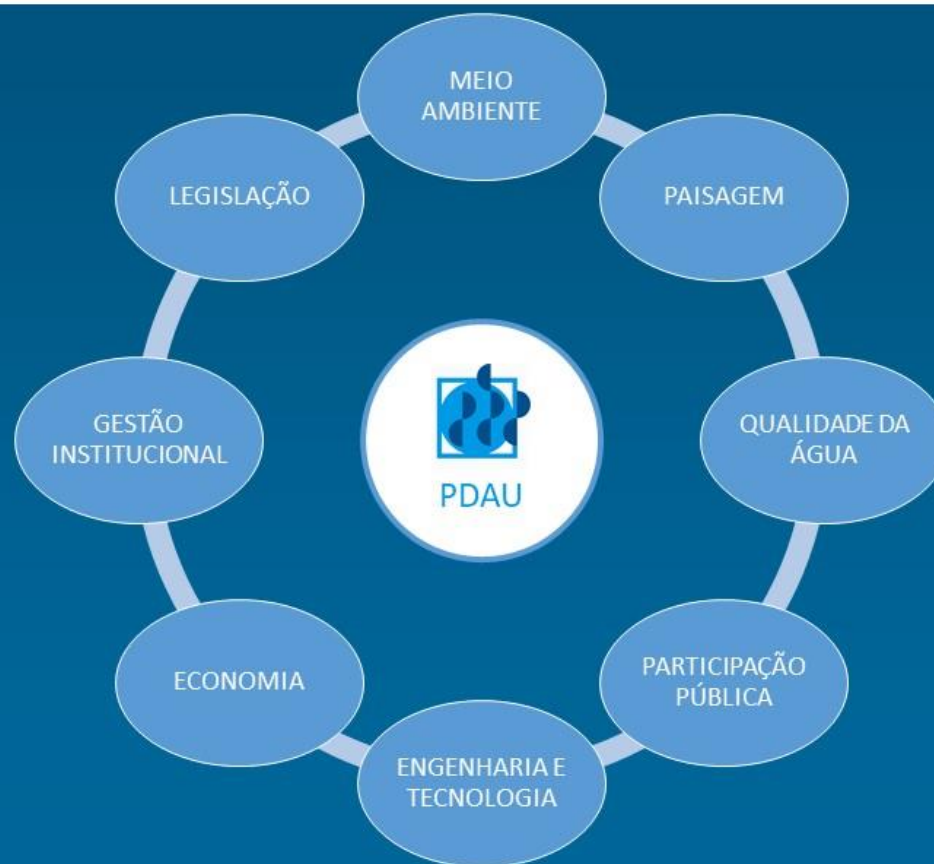 MEIO
AMBIENTE
PAISAGEM
QUALIDADE DA
ÁGUA
PARTICIPAÇÃO
PÚBLICA
ENGENHARIA E
TECNOLOGIA
ECONOMIA
GESTÃO
INSTITUCIONAL
LEGISLAÇÃO
PDAU